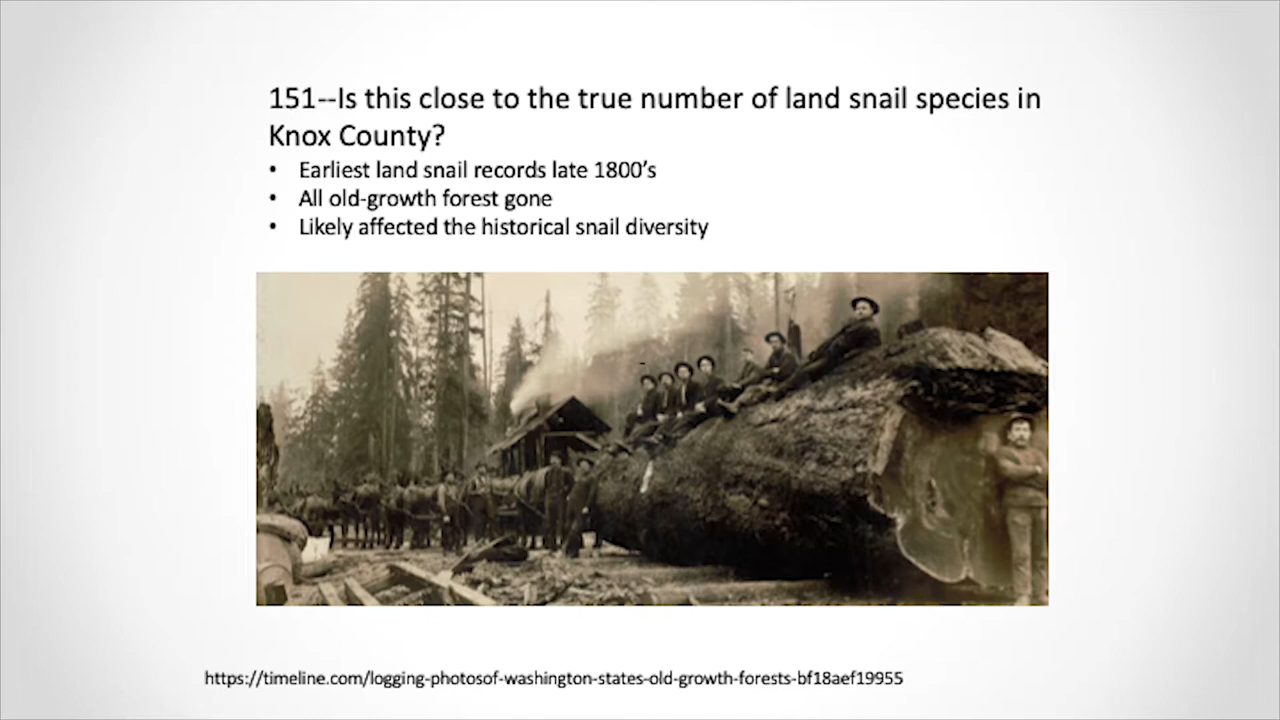 151--Is this close to the true number of land snail species in
Knox County?
• Earliest land snail records late 1800's
• All old-growth forest gone
• Likely affected the historical snail diversity
https://timeline.com/logging-photosof-washington-states-old-growth-forests-bf18aef19955